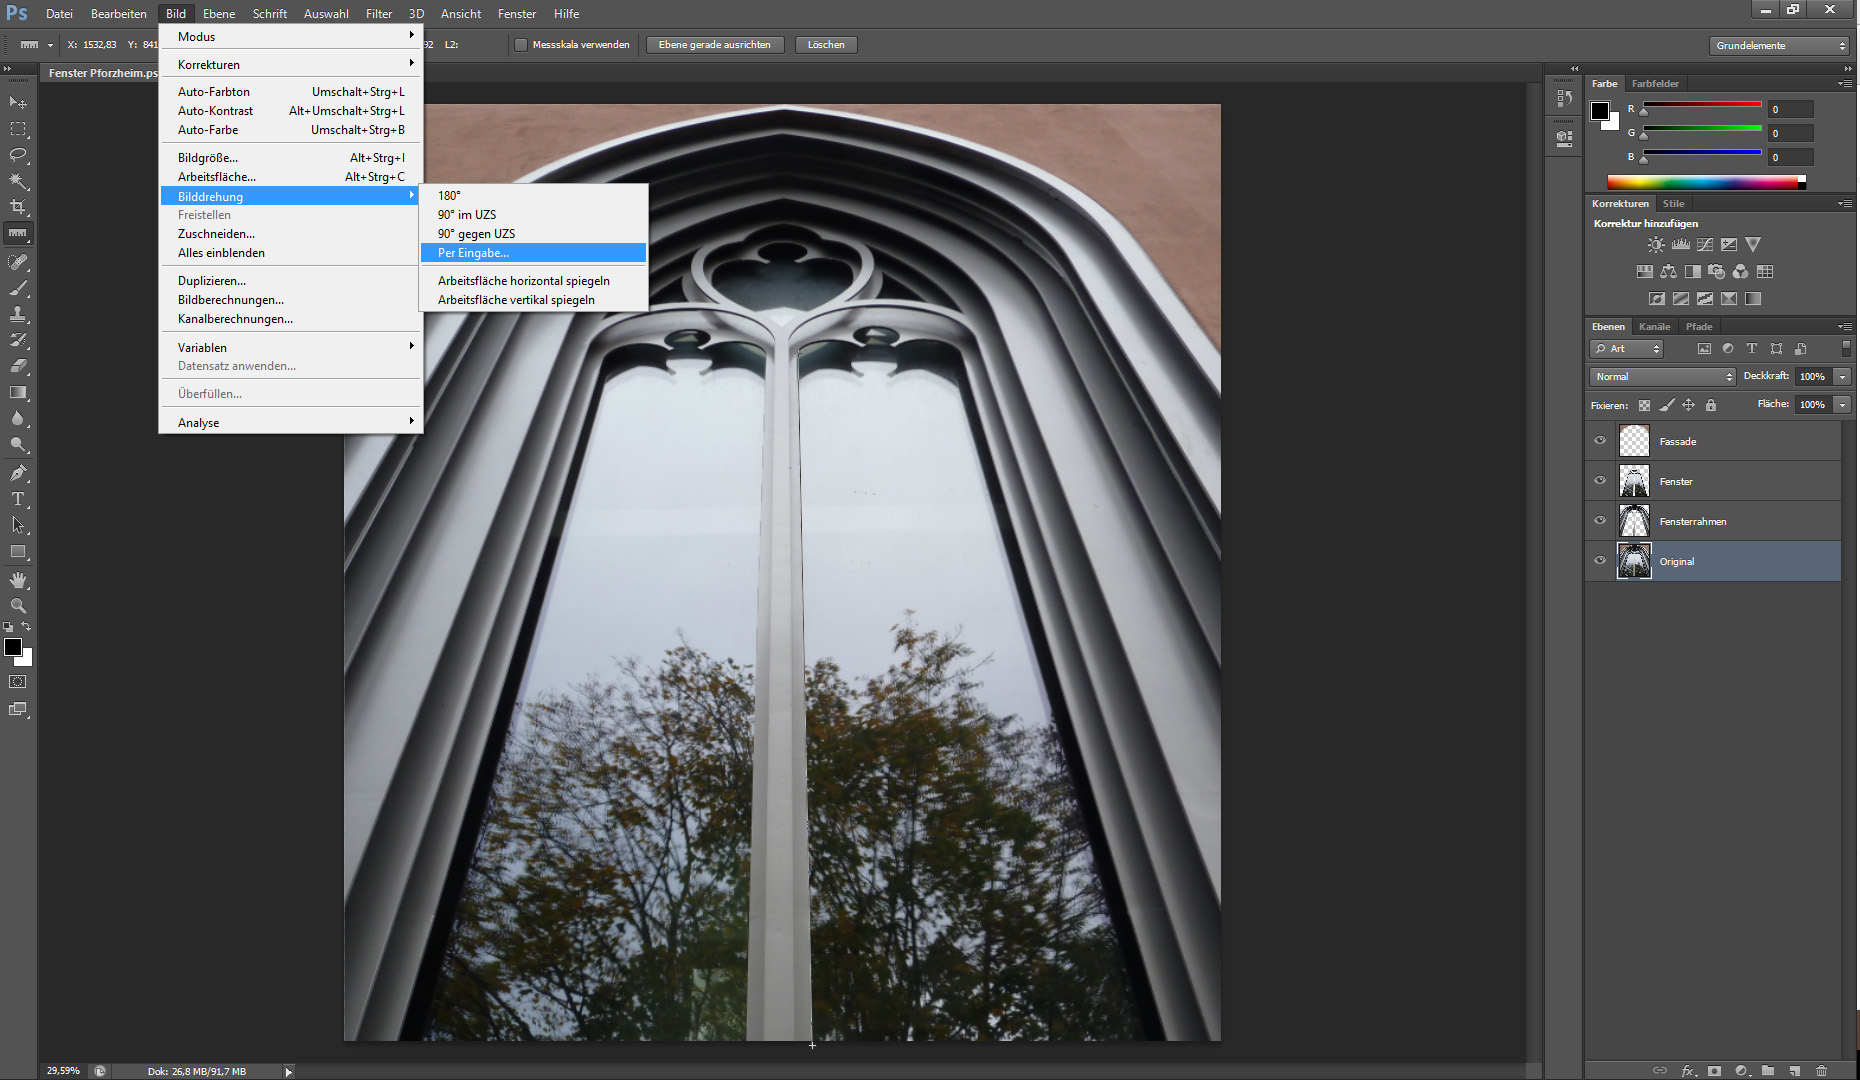 Ps Datei Bearbeiten Bild Ebene Schrift Auswahl Filter 3D Ansicht Fenster Hilfe
X: 1532,83 Y: 841 92 L2: Messskala verwenden Ebene gerade ausrichten Löschen Grundelemente
Fenster Pforzheim.ps
Modus
Korrekturen
Auto-Farbton Umschalt+Strg+L
Auto-Kontrast Alt+Umschalt+Strg+L
Auto-Farbe Umschalt+Strg+B
Bildgröße... Alt+Strg+I
Arbeitsfläche... Alt+Strg+C
Bilddrehung
Freistellen
Zuschneiden...
Alles einblenden
Duplizieren...
Bildberechnungen...
Kanalberechnungen...
Variablen
Datensatz anwenden...
Überfüllen...
Analyse
180°
90° im UZS
90° gegen UZS
Per Eingabe...
Arbeitsfläche horizontal spiegeln
Arbeitsfläche vertikal spiegeln
Farbe Farbfelder
R 0
G 0
B 0
Korrekturen Stile
Korrektur hinzufügen
Ebenen Kanäle Pfade
Art
Normal Deckkraft: 100%
Fixieren: Fläche: 100%
Fassade
Fenster
Fensterrahmen
Original
29,59% Dok: 26,8 MB/91,7 MB
fx